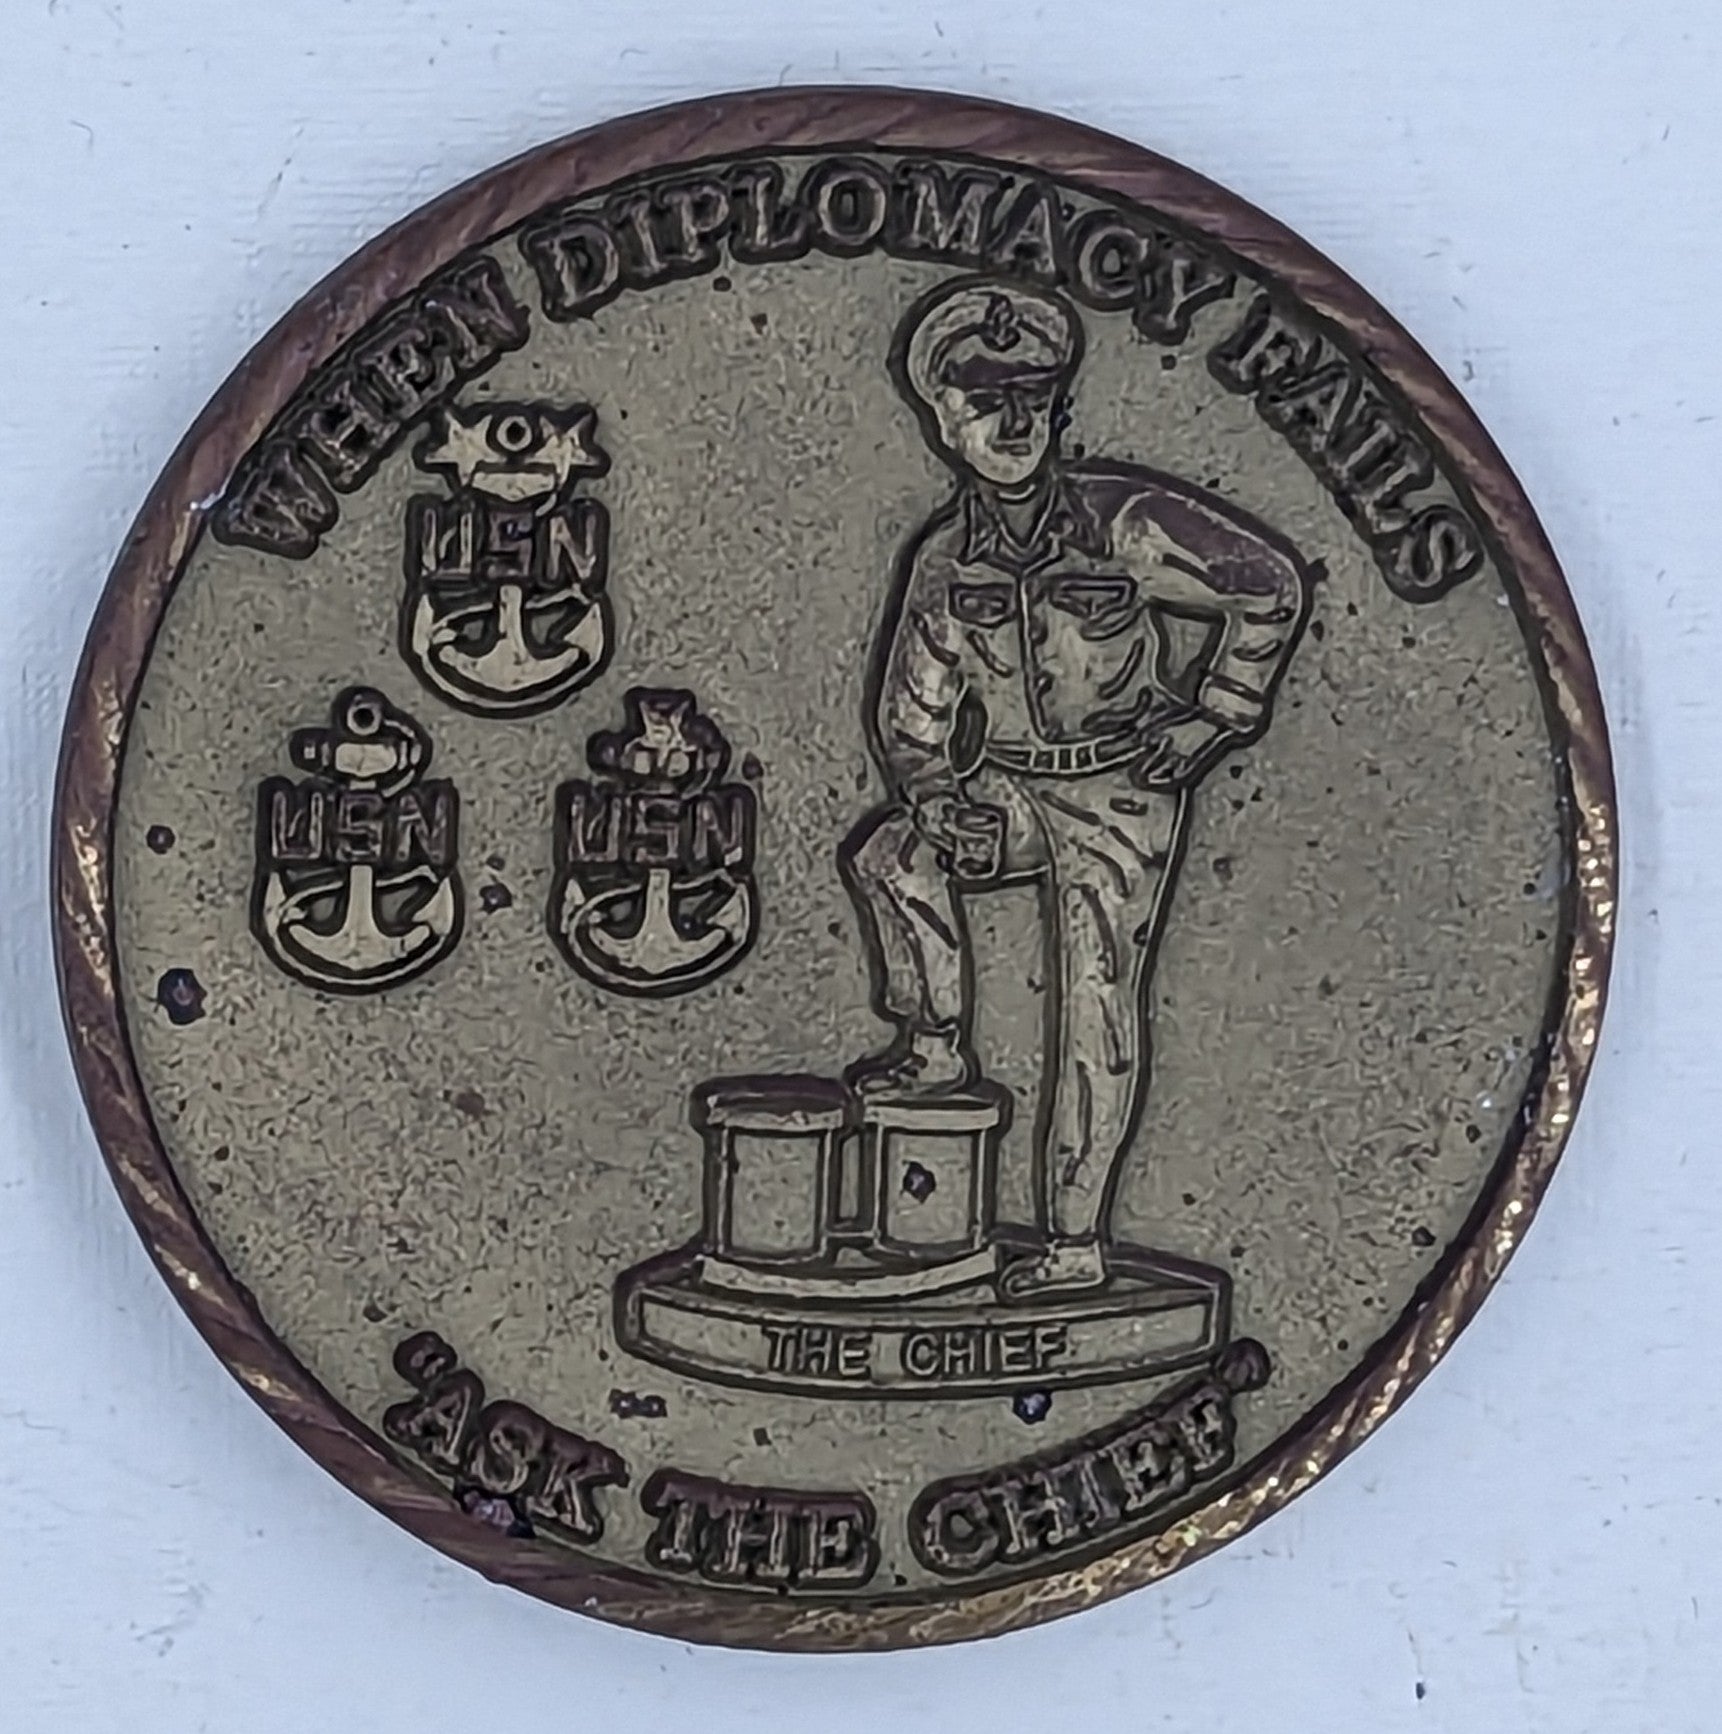 WHEN DIPLOMACY FAILS
USN
USN USN
THE CHIEF
"ASK THE CHIEF"